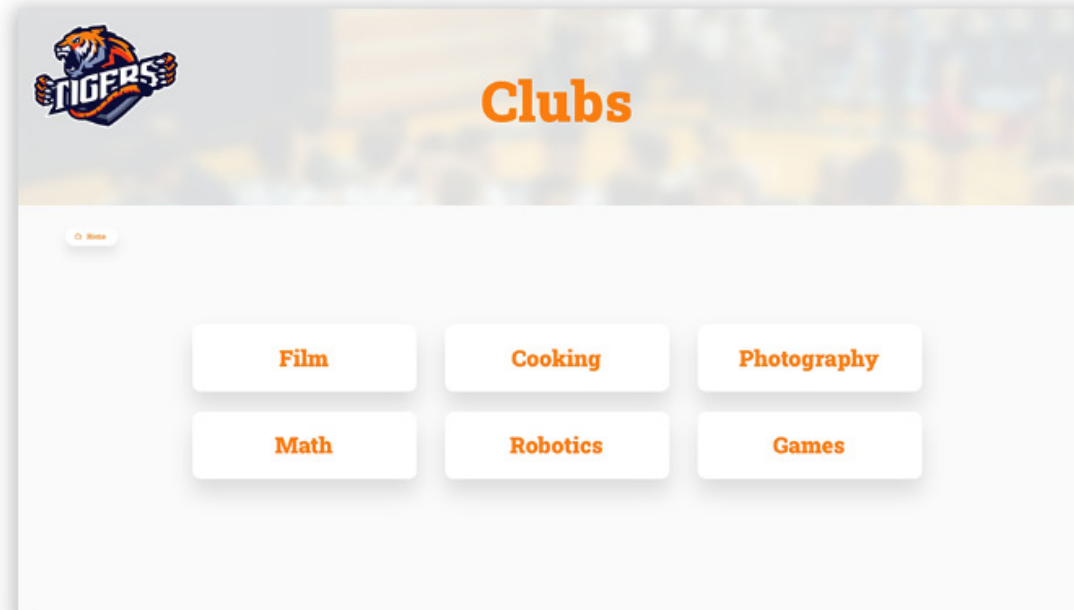 TIGERS
Clubs
Home
Film
Cooking
Photography
Math
Robotics
Games